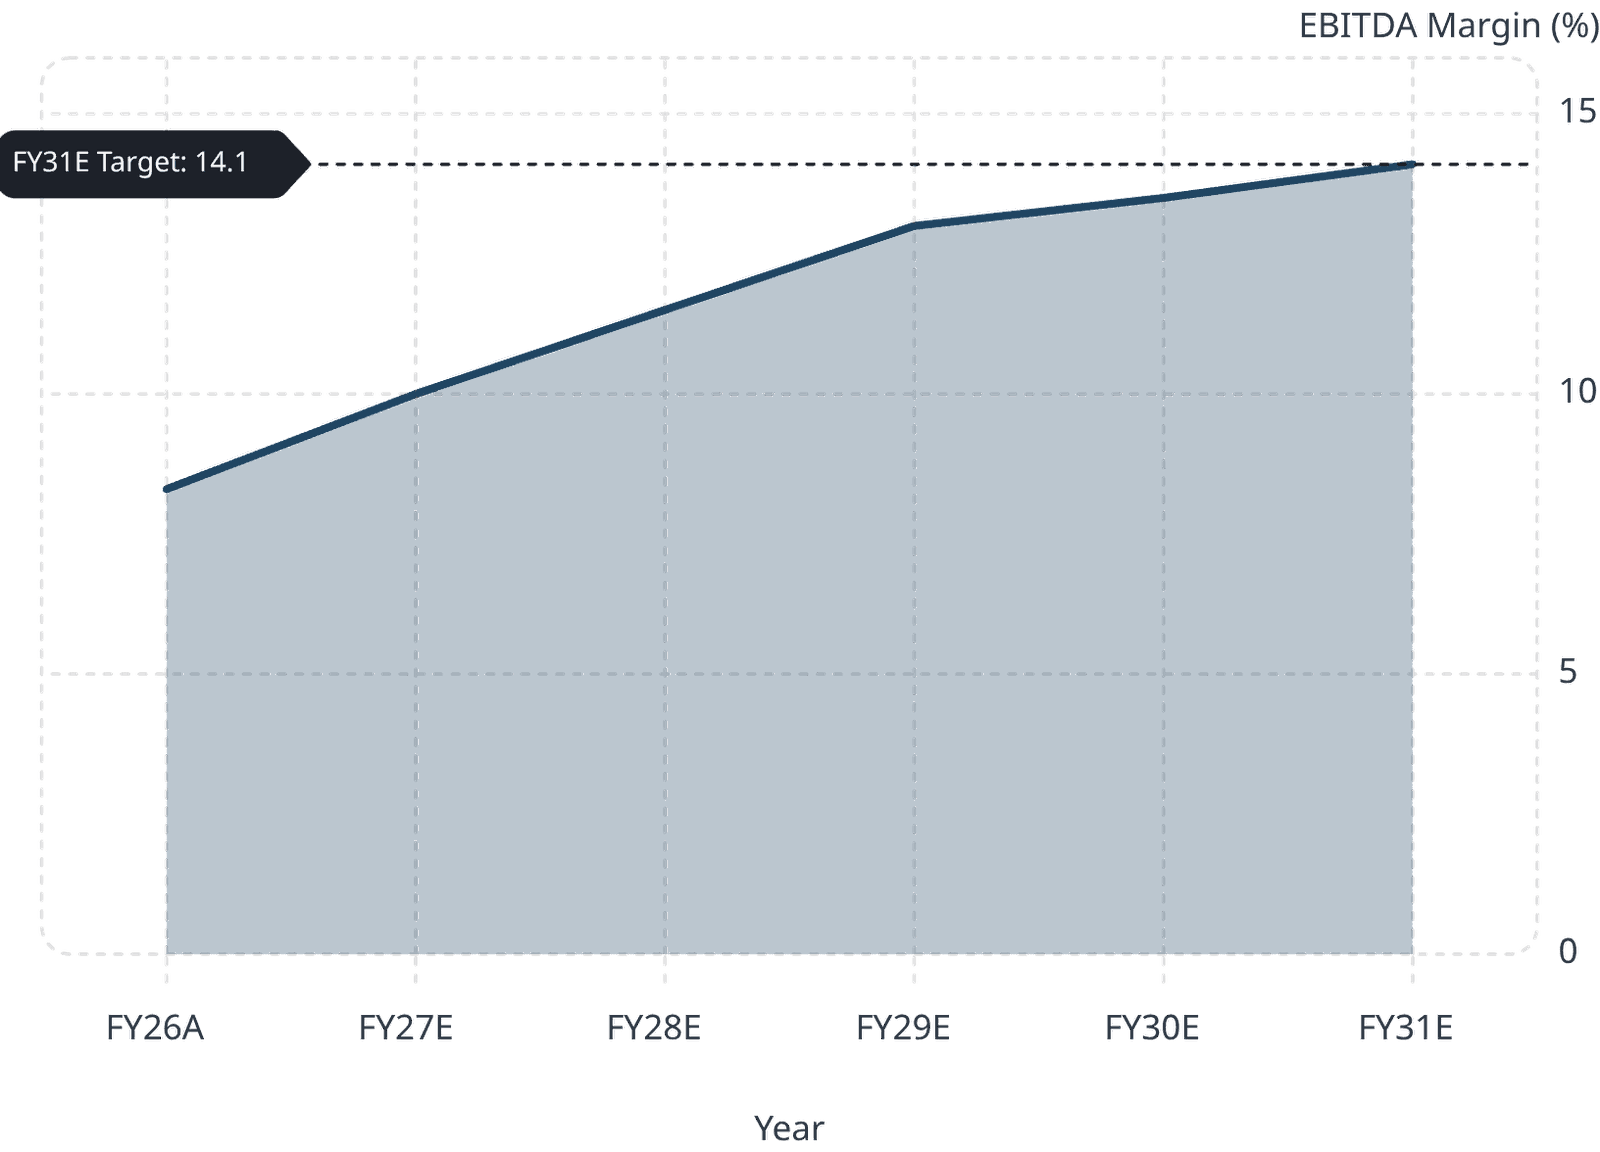 EBITDA Margin (%)
15
FY31E Target: 14.1
10
5
0
FY26A
FY27E
FY28E
FY29E
FY30E
FY31E
Year